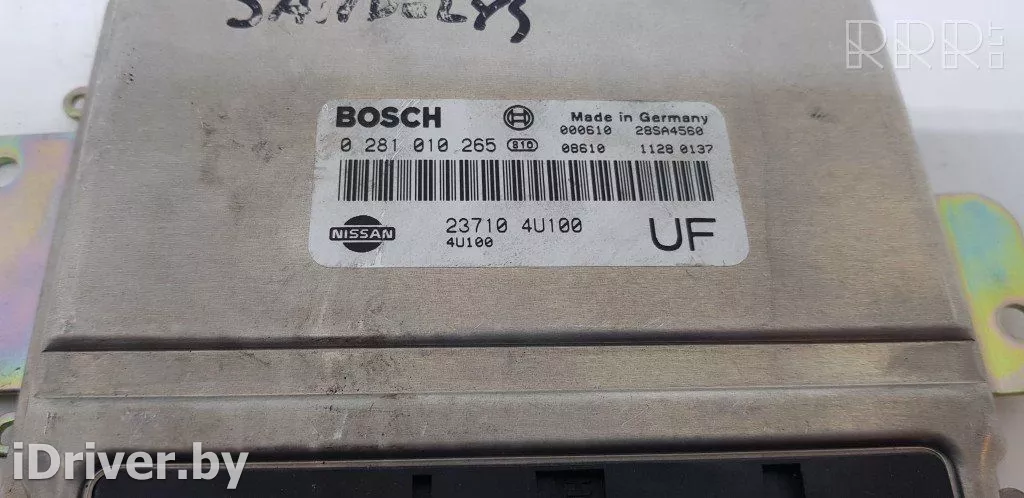 RRR
BOSCH
Made in Germany
000610 28SA4560
0 281 010 265 810
08610 1128 0137
NISSAN
23710 4U100
4U100
UF
iDriver.by